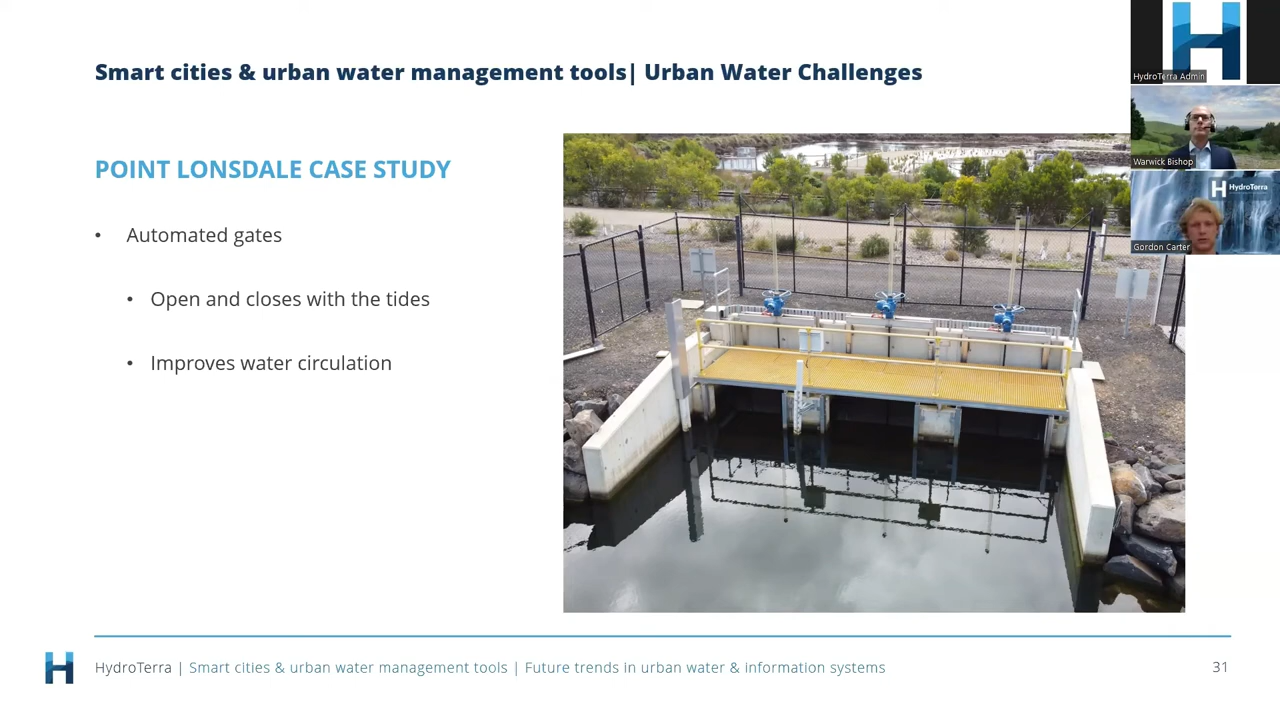 Smart cities & urban water management tools| Urban Water Challenges
POINT LONSDALE CASE STUDY
• Automated gates
• Open and closes with the tides
• Improves water circulation
HydroTerra Admin
Warwick Bishop
HydroTerra
Gordon Carter
HydroTerra | Smart cities & urban water management tools | Future trends in urban water & information systems
31